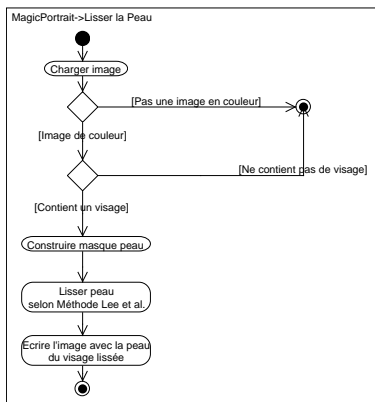 MagicPortrait->Lisser la Peau
Charger image
[Pas une image en couleur]
[Image de couleur]
[Ne contient pas de visage]
[Contient un visage]
Construire masque peau
Lisser peau
selon Méthode Lee et al.
Ecrire l'image avec la peau
du visage lissée